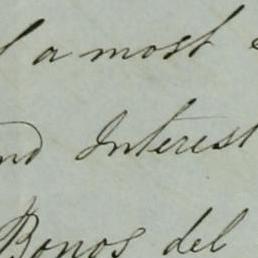 a most
Interest
Bonos del